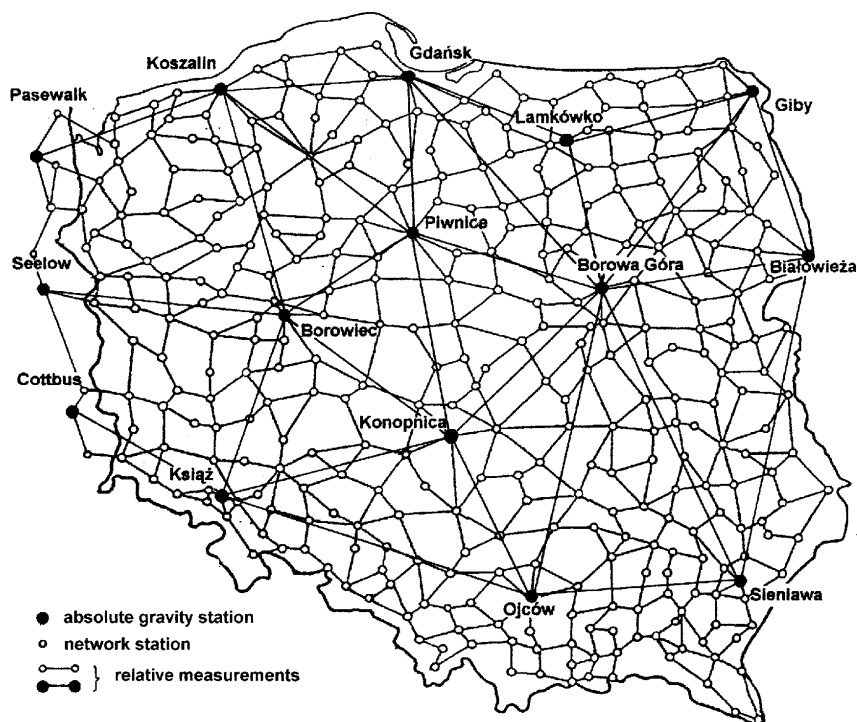 Gdańsk
Koszalin
Pasewalk
Giby
Lamkówko
Piwnice
Seelow
Borowa Góra
Białowieża
Borowiec
Cottbus
Konopnica
Książ
absolute gravity station
Sieniawa
Ojców
network station
relative measurements